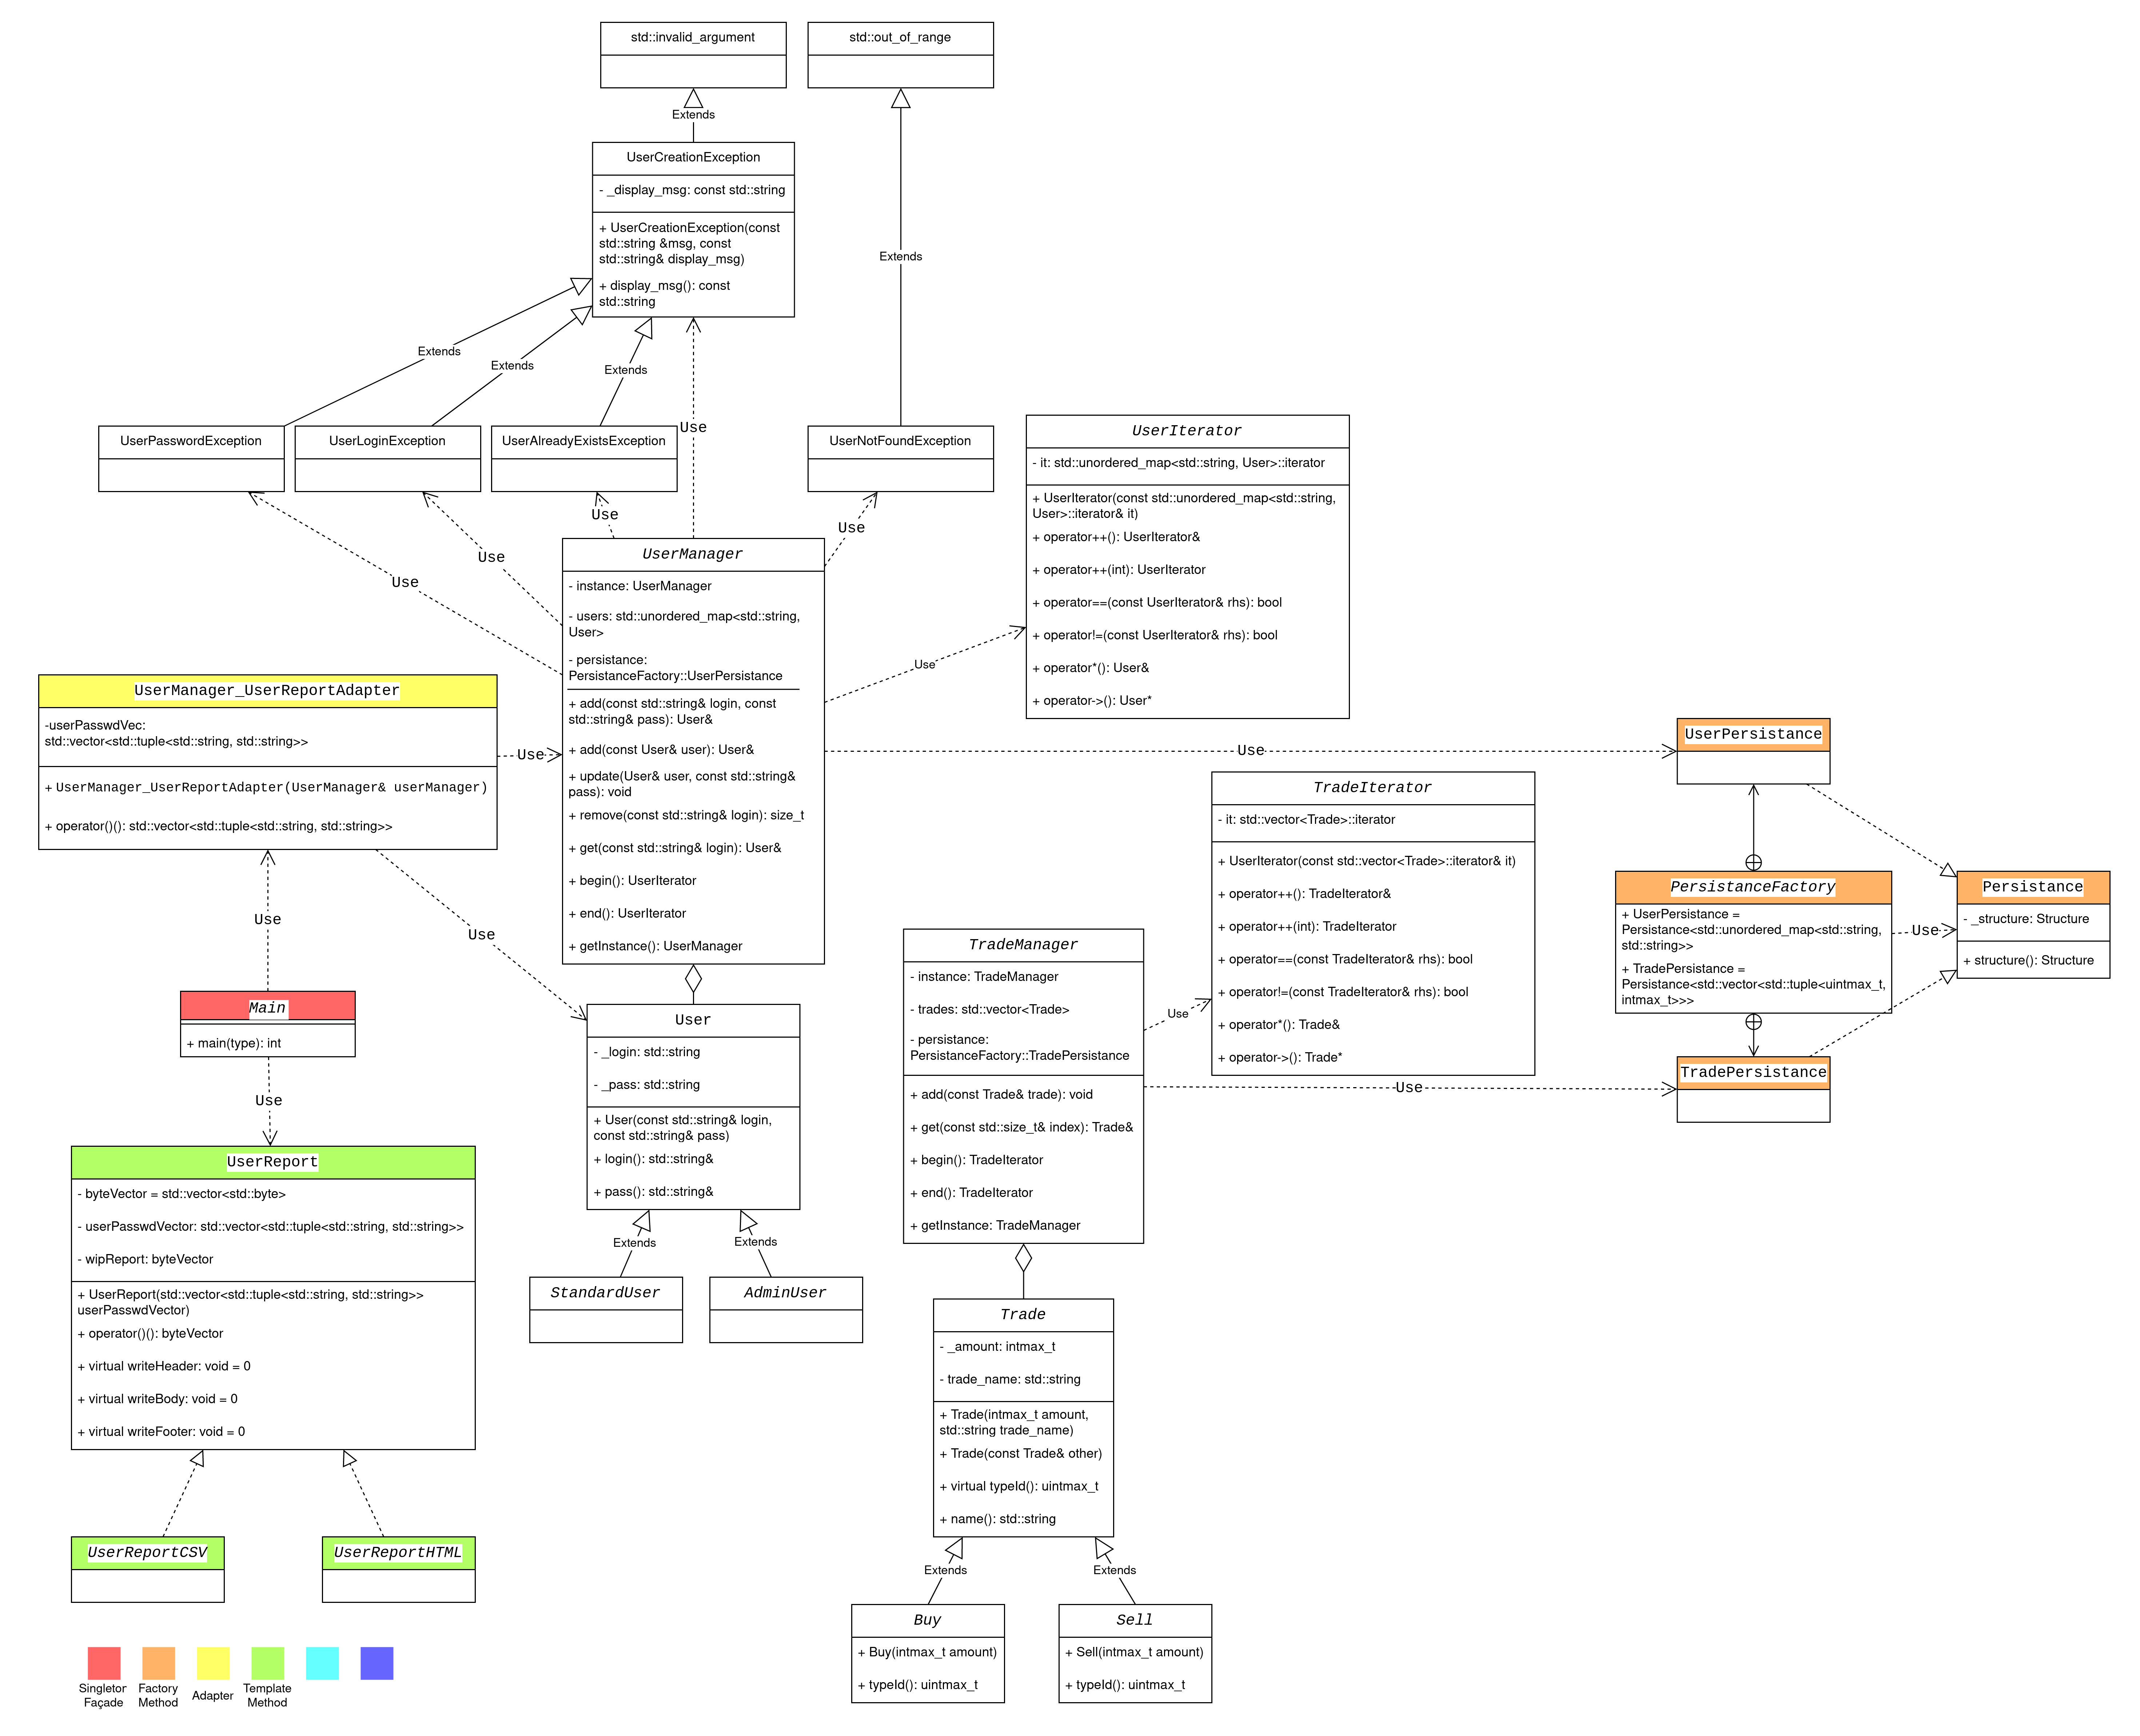 std::invalid_argument
std::out_of_range
Extends
UserCreationException
- _display_msg: const std::string
+ UserCreationException(const
std::string &msg, const
std::string& display_msg)
+ display_msg(): const
std::string
Extends
Extends
Extends
Extends
Use
UserPasswordException
UserLoginException
UserAlreadyExistsException
UserNotFoundException
Use
Use
Use
Use
UserIterator
- it: std::unordered_map<std::string, User>::iterator
+ UserIterator(const std::unordered_map<std::string,
User>::iterator& it)
+ operator++(): UserIterator&
+ operator++(int): UserIterator
+ operator==(const UserIterator& rhs): bool
+ operator!=(const UserIterator& rhs): bool
+ operator*(): User&
+ operator->(): User*
UserManager
- instance: UserManager
- users: std::unordered_map<std::string,
User>
- persistance:
PersistanceFactory::UserPersistance
+ add(const std::string& login, const
std::string& pass): User&
+ add(const User& user): User&
+ update(User& user, const std::string&
pass): void
+ remove(const std::string& login): size_t
+ get(const std::string& login): User&
+ begin(): UserIterator
+ end(): UserIterator
+ getInstance(): UserManager
Use
Use
UserManager_UserReportAdapter
-userPasswdVec:
std::vector<std::tuple<std::string, std::string>>
+ UserManager_UserReportAdapter(UserManager& userManager)
+ operator()(): std::vector<std::tuple<std::string, std::string>>
Use
Use
Use
Main
+ main(type): int
Use
User
- _login: std::string
- _pass: std::string
+ User(const std::string& login,
const std::string& pass)
+ login(): std::string&
+ pass(): std::string&
Extends
Extends
StandardUser
AdminUser
UserReport
- byteVector = std::vector<std::byte>
- userPasswdVector: std::vector<std::tuple<std::string, std::string>>
- wipReport: byteVector
+ UserReport(std::vector<std::tuple<std::string, std::string>>
userPasswdVector)
+ operator()(): byteVector
+ virtual writeHeader: void = 0
+ virtual writeBody: void = 0
+ virtual writeFooter: void = 0
UserReportCSV
UserReportHTML
TradeIterator
- it: std::vector<Trade>::iterator
+ UserIterator(const std::vector<Trade>::iterator& it)
+ operator++(): TradeIterator&
+ operator++(int): TradeIterator
+ operator==(const TradeIterator& rhs): bool
+ operator!=(const TradeIterator& rhs): bool
+ operator*(): Trade&
+ operator->(): Trade*
TradeManager
- instance: TradeManager
- trades: std::vector<Trade>
- persistance:
PersistanceFactory::TradePersistance
+ add(const Trade& trade): void
+ get(const std::size_t& index): Trade&
+ begin(): TradeIterator
+ end(): TradeIterator
+ getInstance: TradeManager
Use
Use
Trade
- _amount: intmax_t
- trade_name: std::string
+ Trade(intmax_t amount,
std::string trade_name)
+ Trade(const Trade& other)
+ virtual typeId(): uintmax_t
+ name(): std::string
Extends
Extends
Buy
+ Buy(intmax_t amount)
+ typeId(): uintmax_t
Sell
+ Sell(intmax_t amount)
+ typeId(): uintmax_t
UserPersistance
PersistanceFactory
+ UserPersistance =
Persistance<std::unordered_map<std::string,
std::string>>
+ TradePersistance =
Persistance<std::vector<std::tuple<uintmax_t,
intmax_t>>>
Use
Persistance
- _structure: Structure
+ structure(): Structure
TradePersistance
Singleton
Façade
Factory
Method
Adapter
Template
Method